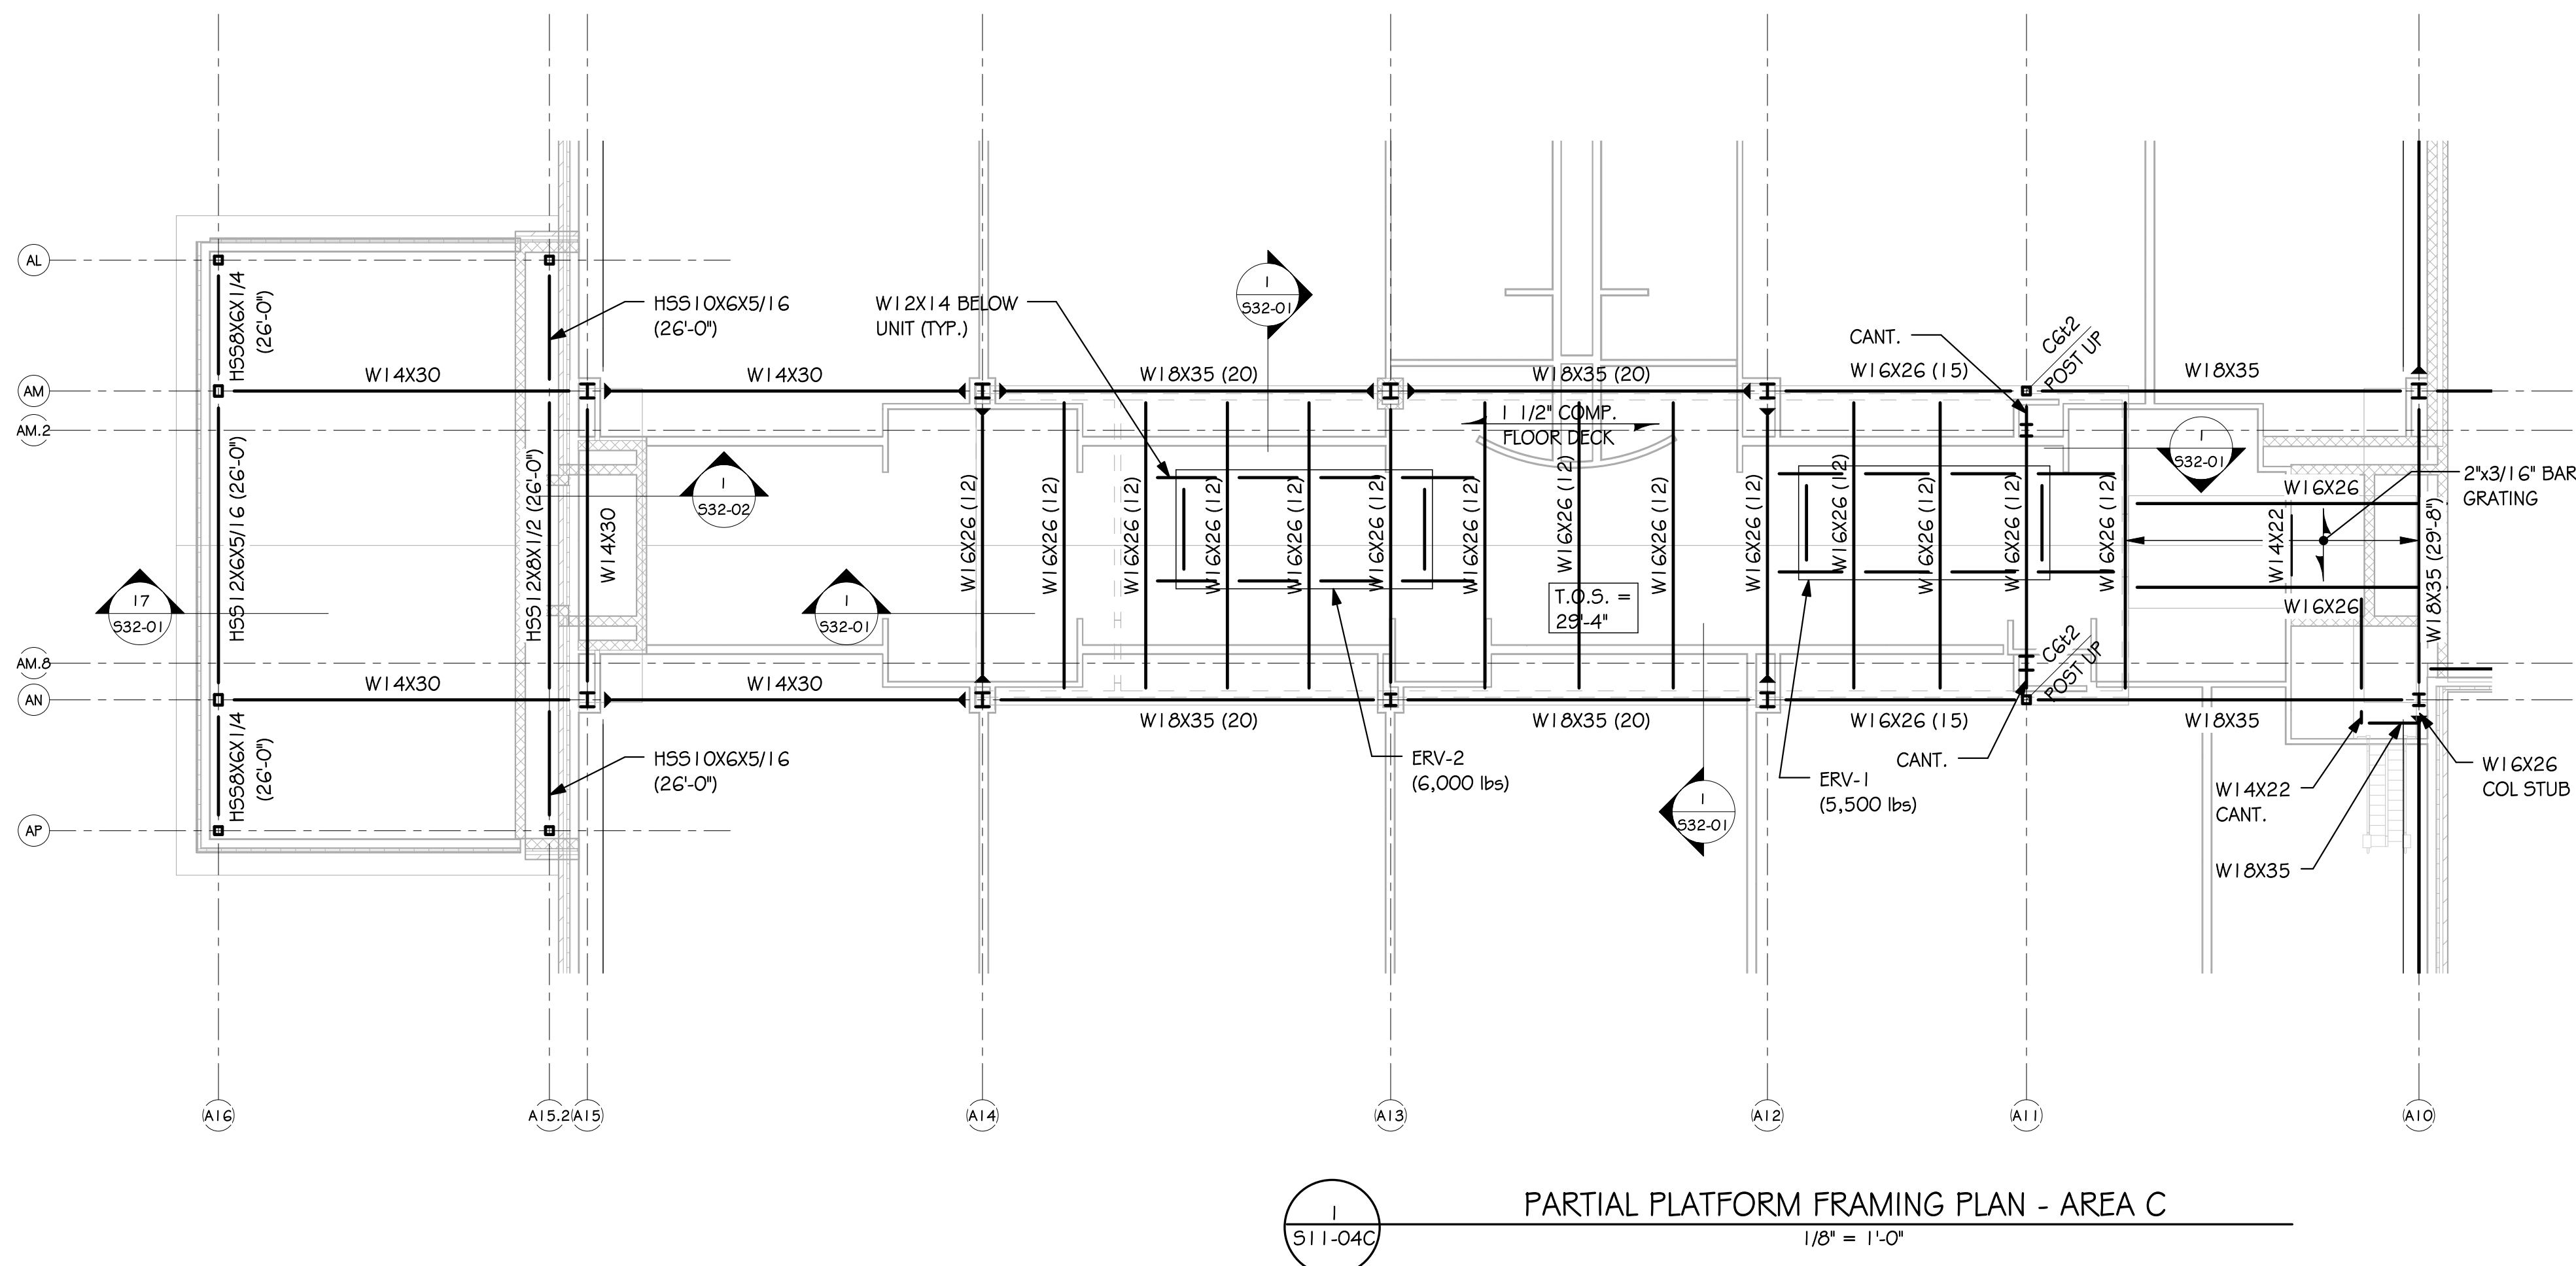 AL
AM
AM.2
AM.8
AN
AP
HSS8X6X1/4
(26'-0")
HSS10X6X5/16
(26'-0")
W12X14 BELOW
UNIT (TYP.)
1
S32-01
CANT.
C6t2
POST UP
W14X30
W14X30
W18X35 (20)
W18X35 (20)
W16X26 (15)
W18X35
1 1/2" COMP.
FLOOR DECK
HSS12X6X5/16 (26'-0")
HSS12X8X1/2 (26'-0")
W14X30
1
S32-02
W16X26 (12)
W16X26 (12)
W16X26 (12)
W16X26 (12)
W16X26 (12)
W16X26 (12)
W16X26 (12)
W16X26 (12)
W16X26 (12)
W16X26 (12)
W16X26 (12)
W16X26 (12)
W16X26 (12)
W16X26 (12)
1
S32-01
W16X26
2"x3/16" BAR
GRATING
W14X22
W18X35 (29'-8")
W16X26
17
S32-01
1
S32-01
T.O.S. =
29'-4"
C6t2
POST UP
W14X30
W14X30
W18X35 (20)
W18X35 (20)
W16X26 (15)
W18X35
HSS8X6X1/4
(26'-0")
HSS10X6X5/16
(26'-0")
ERV-2
(6,000 lbs)
1
S32-01
ERV-1
(5,500 lbs)
CANT.
W14X22
CANT.
W16X26
COL STUB
W18X35
A16
A15.2
A15
A14
A13
A12
A11
A10
1
S11-04C
PARTIAL PLATFORM FRAMING PLAN - AREA C
1/8" = 1'-0"